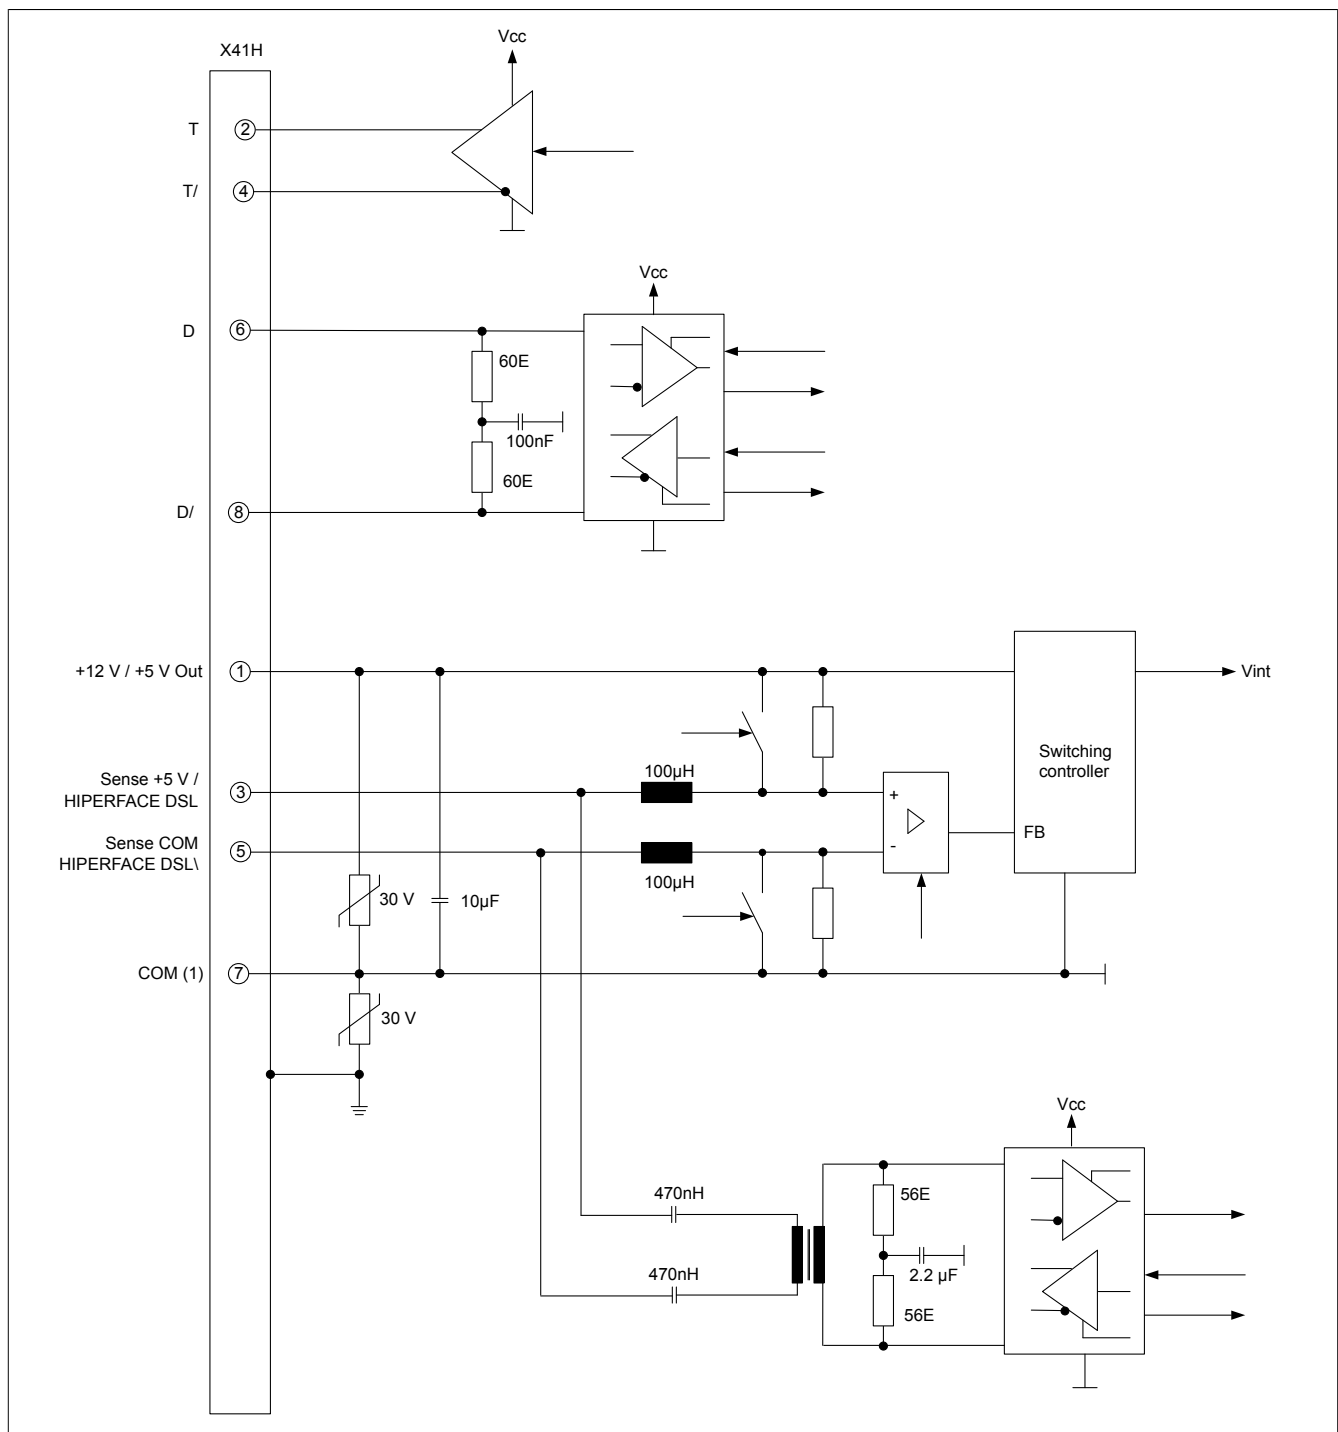 X41H
Vcc
T
2
T/
4
Vcc
D
6
60E
100nF
60E
D/
8
+12 V / +5 V Out
1
Vint
Switching
controller
Sense +5 V /
HIPERFACE DSL
3
100µH
+
FB
Sense COM
HIPERFACE DSL\
5
-
100µH
30 V
10µF
COM (1)
7
30 V
Vcc
470nH
56E
2.2 µF
470nH
56E